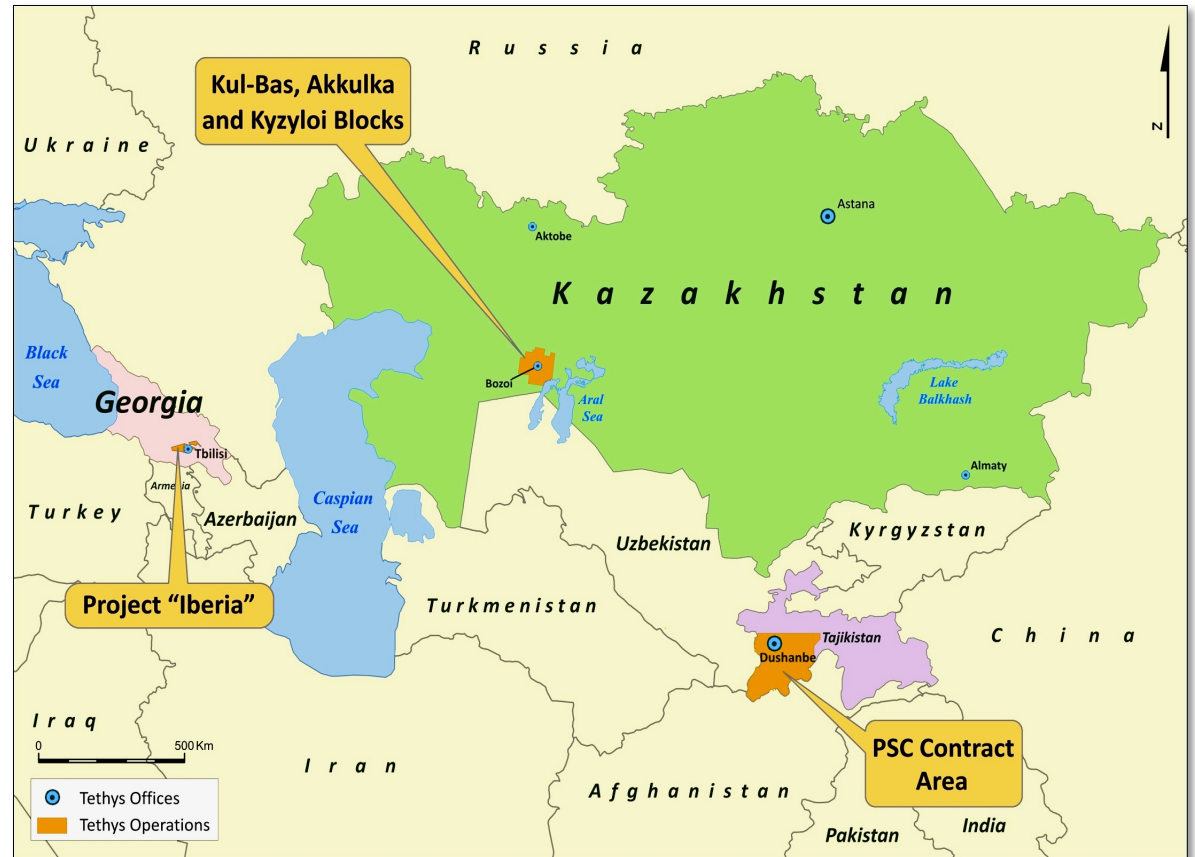 Russia
Kul-Bas, Akkulka
and Kyzyloi Blocks
N
Ukraine
Astana
Aktobe
Kazakhstan
Black
Sea
Bozoi
Aral
Sea
Lake
Balkhash
Georgia
Tbilisi
Almaty
Armenia
Caspian
Sea
Turkey
Azerbaijan
Uzbekistan
Kyrgyzstan
Project “Iberia”
Turkmenistan
Tajikistan
China
Dushanbe
Iraq
0 500 Km
Iran
PSC Contract
Area
Afghanistan
Pakistan
India
Tethys Offices
Tethys Operations